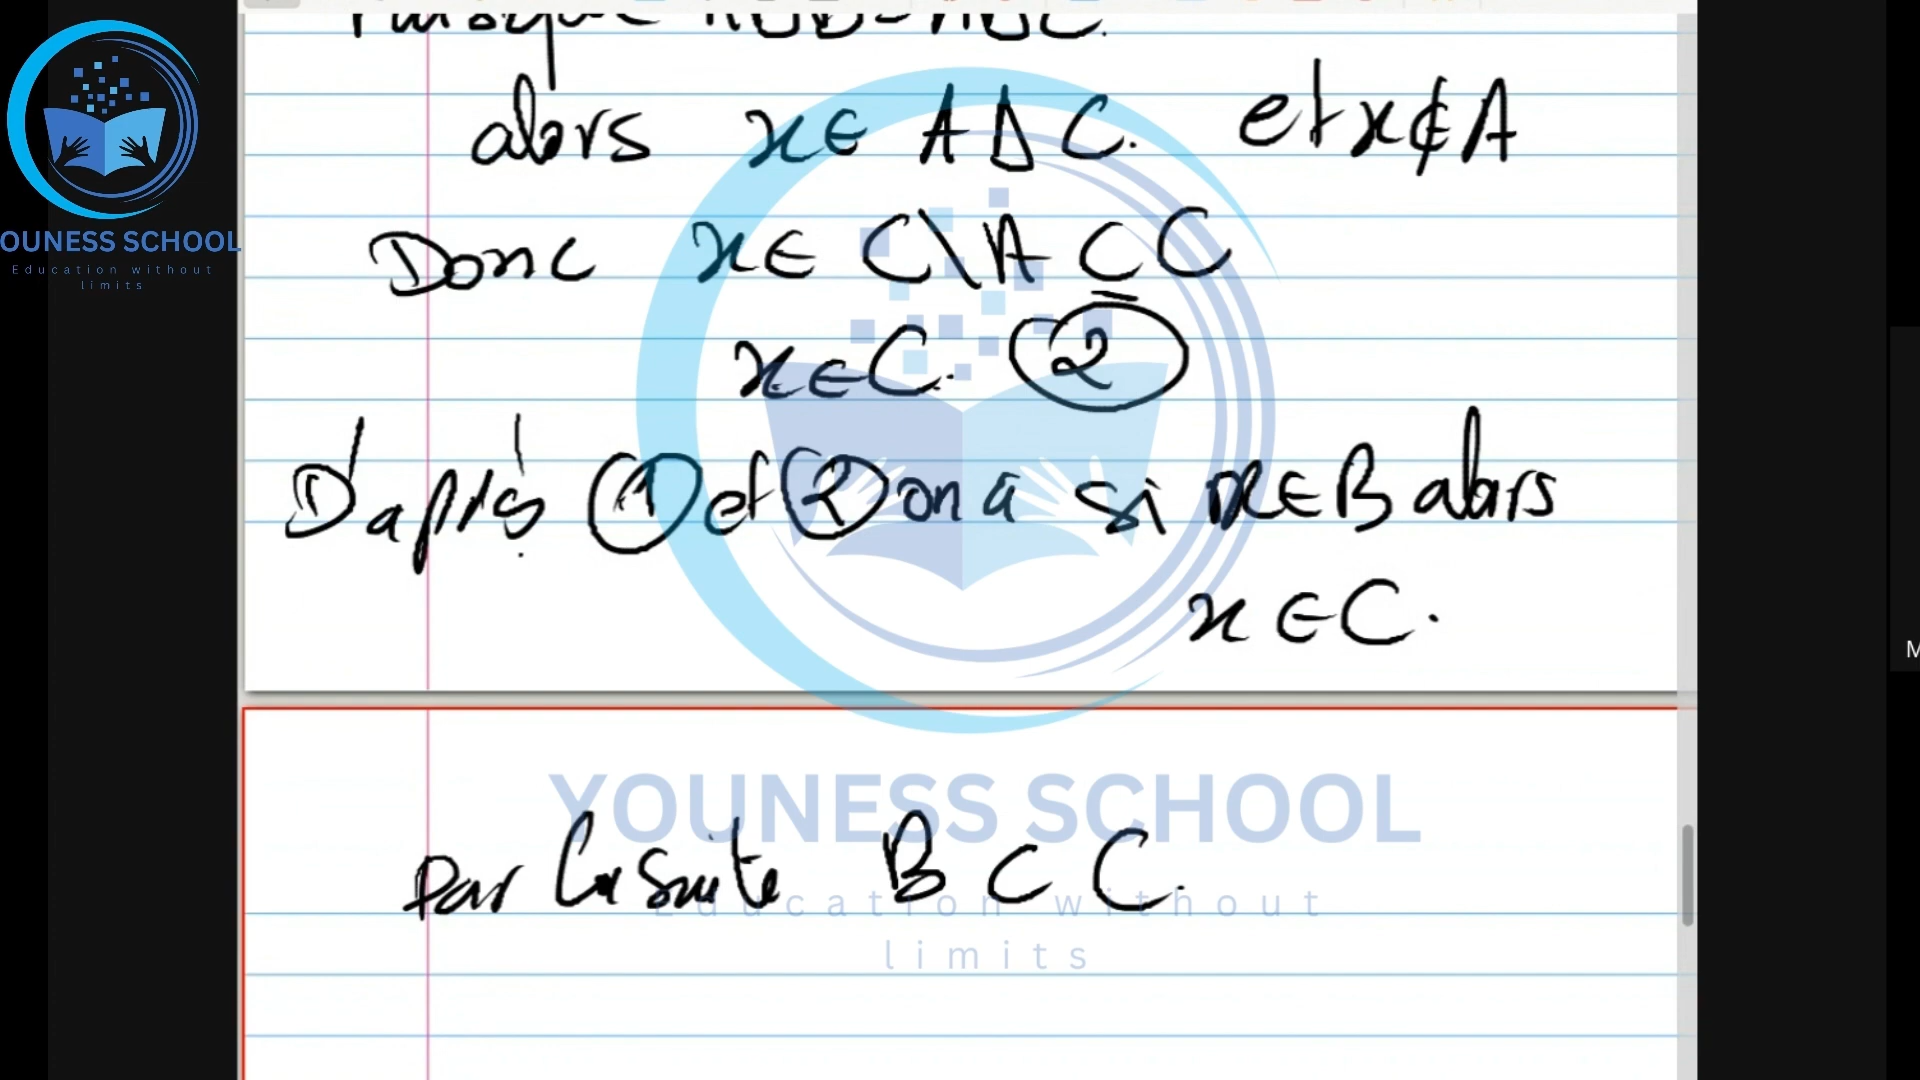 Puisque
alors x ∈ A Δ C. et x ∉ A
Donc x ∈ C \ A ⊆ C
x ∈ C. ②
D'après ① et ② on a si x ∈ B alors
x ∈ C.
par la suite B ⊂ C.
OUNESS SCHOOL
Education without
limits
YOUNESS SCHOOL
Education without
limits
M